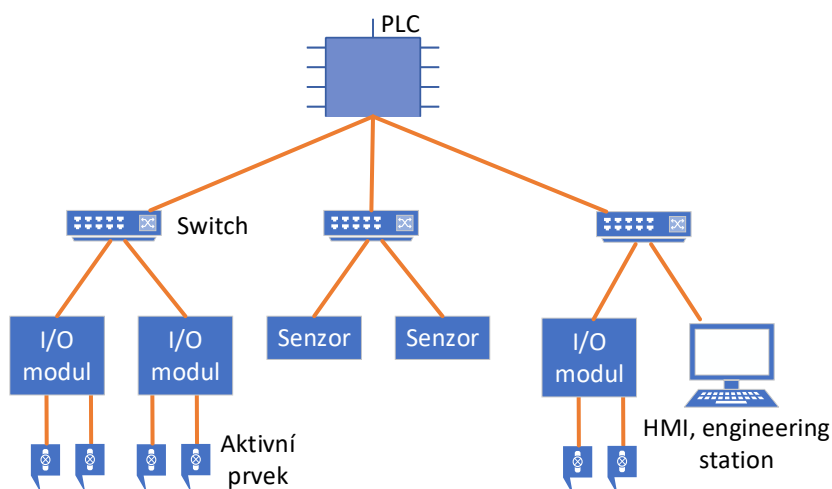 PLC
Switch
I/O
modul
I/O
modul
Senzor
Senzor
I/O
modul
Aktivní
prvek
HMI, engineering
station